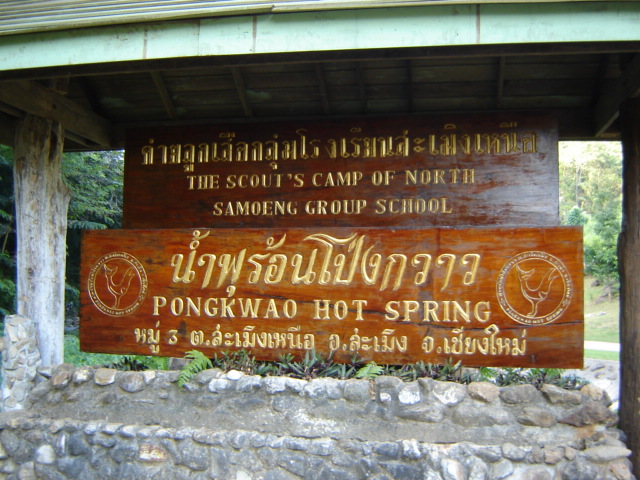 ค่ายลูกเสือกลุ่มโรงเรียนสะเมิงเหนือ
THE SCOUT'S CAMP OF NORTH
SAMOENG GROUP SCHOOL
น้ำพุร้อนโป่งกวาว
PONGKWAO HOT SPRING
หมู่ 3 ต.สะเมิงเหนือ อ.สะเมิง จ.เชียงใหม่